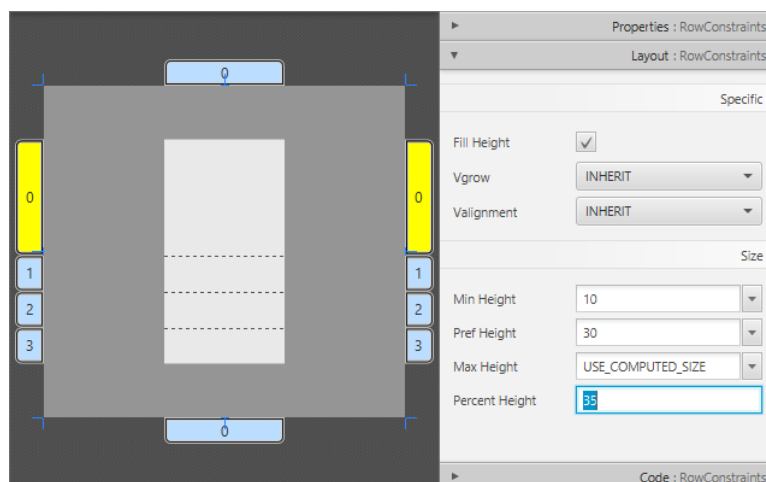 0
0
1
2
3
0
1
2
3
0
Properties : RowConstraints
Layout : RowConstraints
Specific
Fill Height
Vgrow INHERIT
Valignment INHERIT
Size
Min Height 10
Pref Height 30
Max Height USE_COMPUTED_SIZE
Percent Height 35
Code : RowConstraints